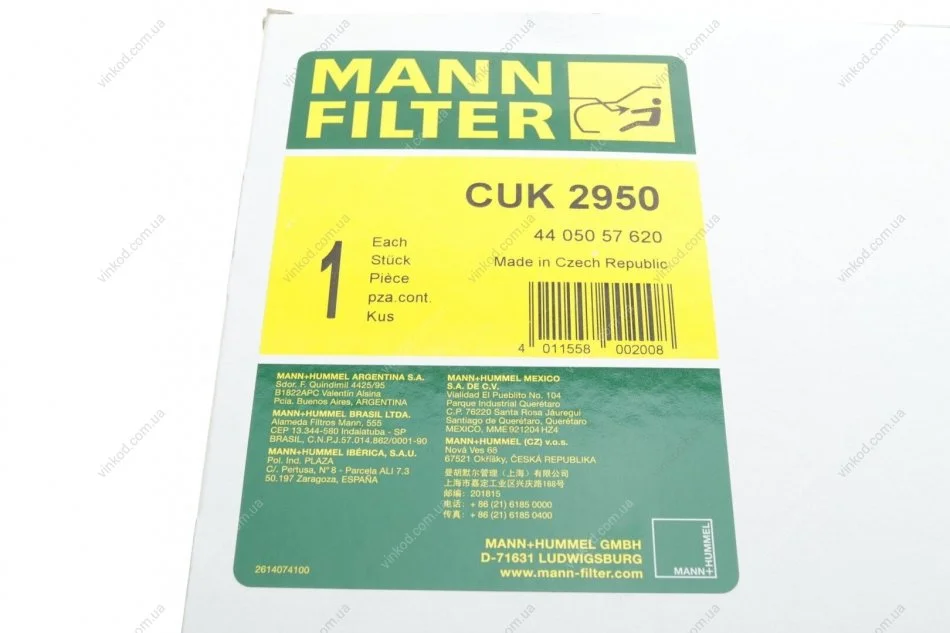 MANN
FILTER
CUK 2950
44 050 57 620
Made in Czech Republic
1
Each
Stück
Pièce
pza.cont.
Kus
4 011558 002008
MANN+HUMMEL ARGENTINA S.A.
Sdor. F. Quindimil 4425/95
B1822APC Valentin Alsina
Pcia. Buenos Aires, ARGENTINA
MANN+HUMMEL BRASIL LTDA.
Alameda Filtros Mann, 555
CEP 13.344-580 Indaiatuba - SP
BRASIL, C.N.P.J.57.014.862/0001-90
MANN+HUMMEL IBÉRICA, S.A.U.
Pol. Ind. PLAZA
C/. Pertusa, Nº 8 - Parcela ALI 7.3
50.197 Zaragoza, ESPAÑA
MANN+HUMMEL MEXICO
S.A. DE C.V.
Vialidad El Pueblito No. 104
Parque Industrial Querétaro
C.P. 76220 Santa Rosa Jáuregui
Santiago de Querétaro, Querétaro
MEXICO, MME 921204 HZ4
MANN+HUMMEL (CZ) v.o.s.
Nová Ves 66
67521 Okříšky, ČESKÁ REPUBLIKA
曼胡默尔管理（上海）有限公司
上海市嘉定工业区兴庆路188号
邮编：201815
电话：+ 86 (21) 6185 0000
传真：+ 86 (21) 6185 0400
MANN+HUMMEL GMBH
D-71631 LUDWIGSBURG
www.mann-filter.com
MANN+HUMMEL
2614074100
vinkod.com.ua